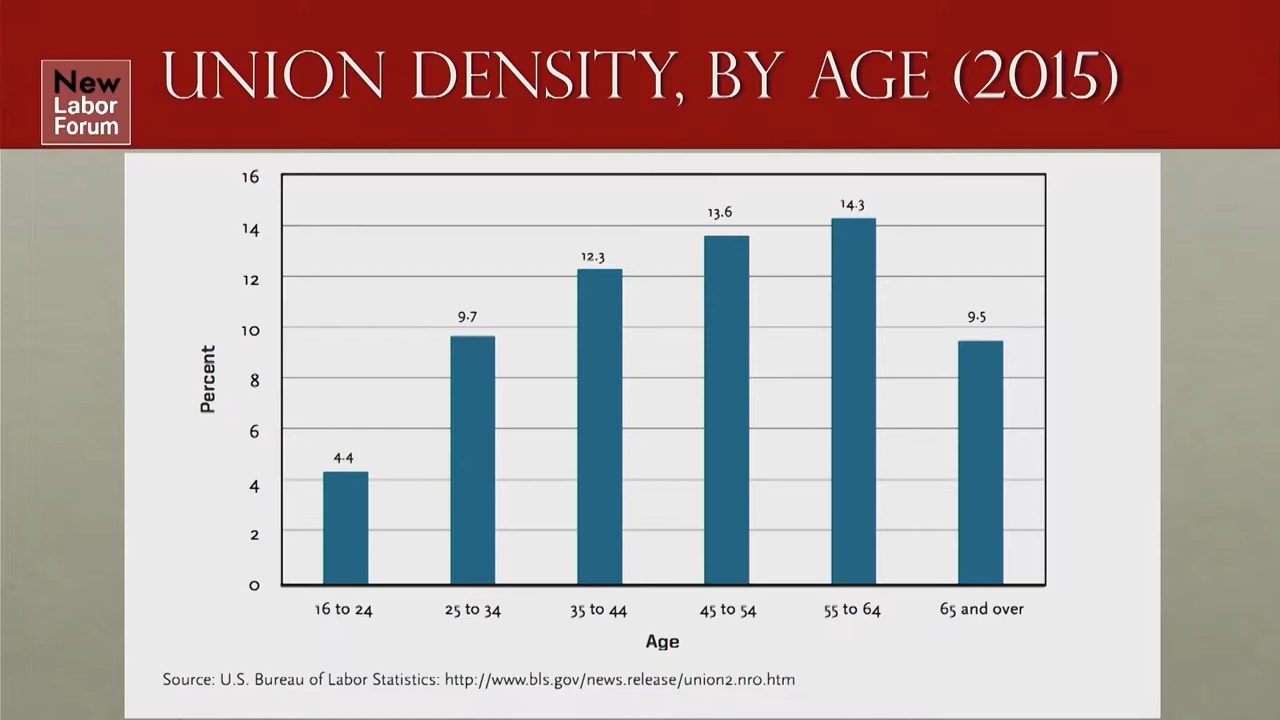 New
Labor
Forum
UNION DENSITY, BY AGE (2015)
16
14
12
10
8
6
4
2
0
Percent
4.4
9.7
12.3
13.6
14.3
9.5
16 to 24
25 to 34
35 to 44
45 to 54
55 to 64
65 and over
Age
Source: U.S. Bureau of Labor Statistics: http://www.bls.gov/news.release/union2.nro.htm